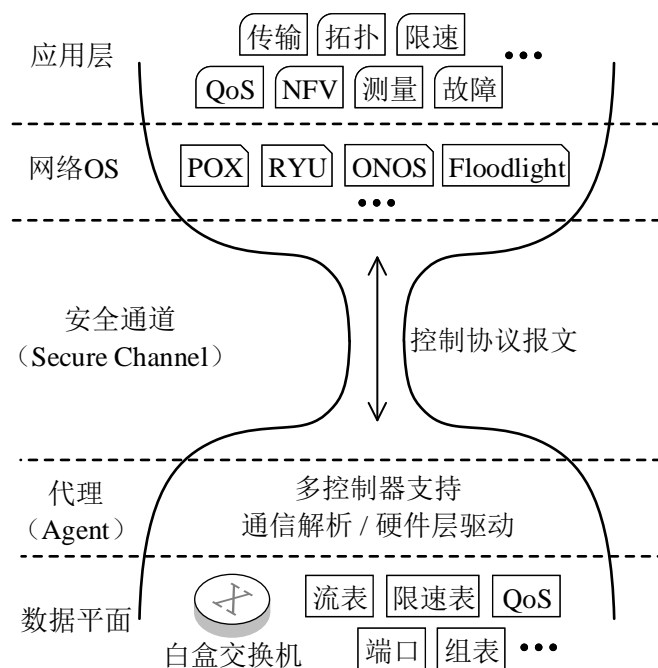 应用层
传输 拓扑 限速
QoS NFV 测量 故障 •••
网络OS
POX RYU ONOS Floodlight
•••
安全通道
（Secure Channel）
控制协议报文
代理
（Agent）
多控制器支持
通信解析 / 硬件层驱动
数据平面
白盒交换机
流表 限速表 QoS
端口 组表 •••